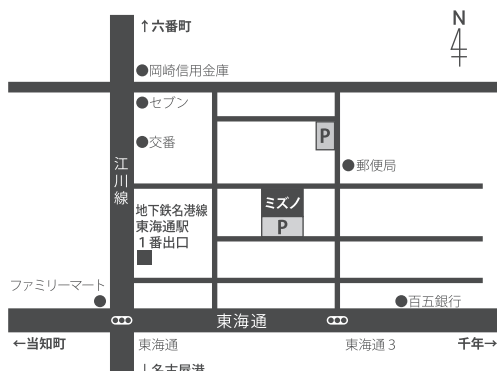 ↑六番町
N
●岡崎信用金庫
●セブン
P
●交番
●郵便局
江川線
ミズノ
P
地下鉄名港線
東海通駅
1番出口
ファミリーマート
●百五銀行
東海通
←当知町
東海通
東海通3
千年→
↓名古屋港